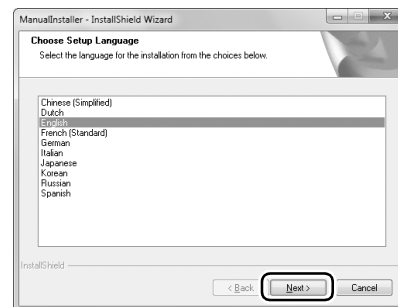 ManualInstaller - InstallShield Wizard
Choose Setup Language
Select the language for the installation from the choices below.
Chinese (Simplified)
Dutch
English
French (Standard)
German
Italian
Japanese
Korean
Russian
Spanish
InstallShield
< Back Next > Cancel